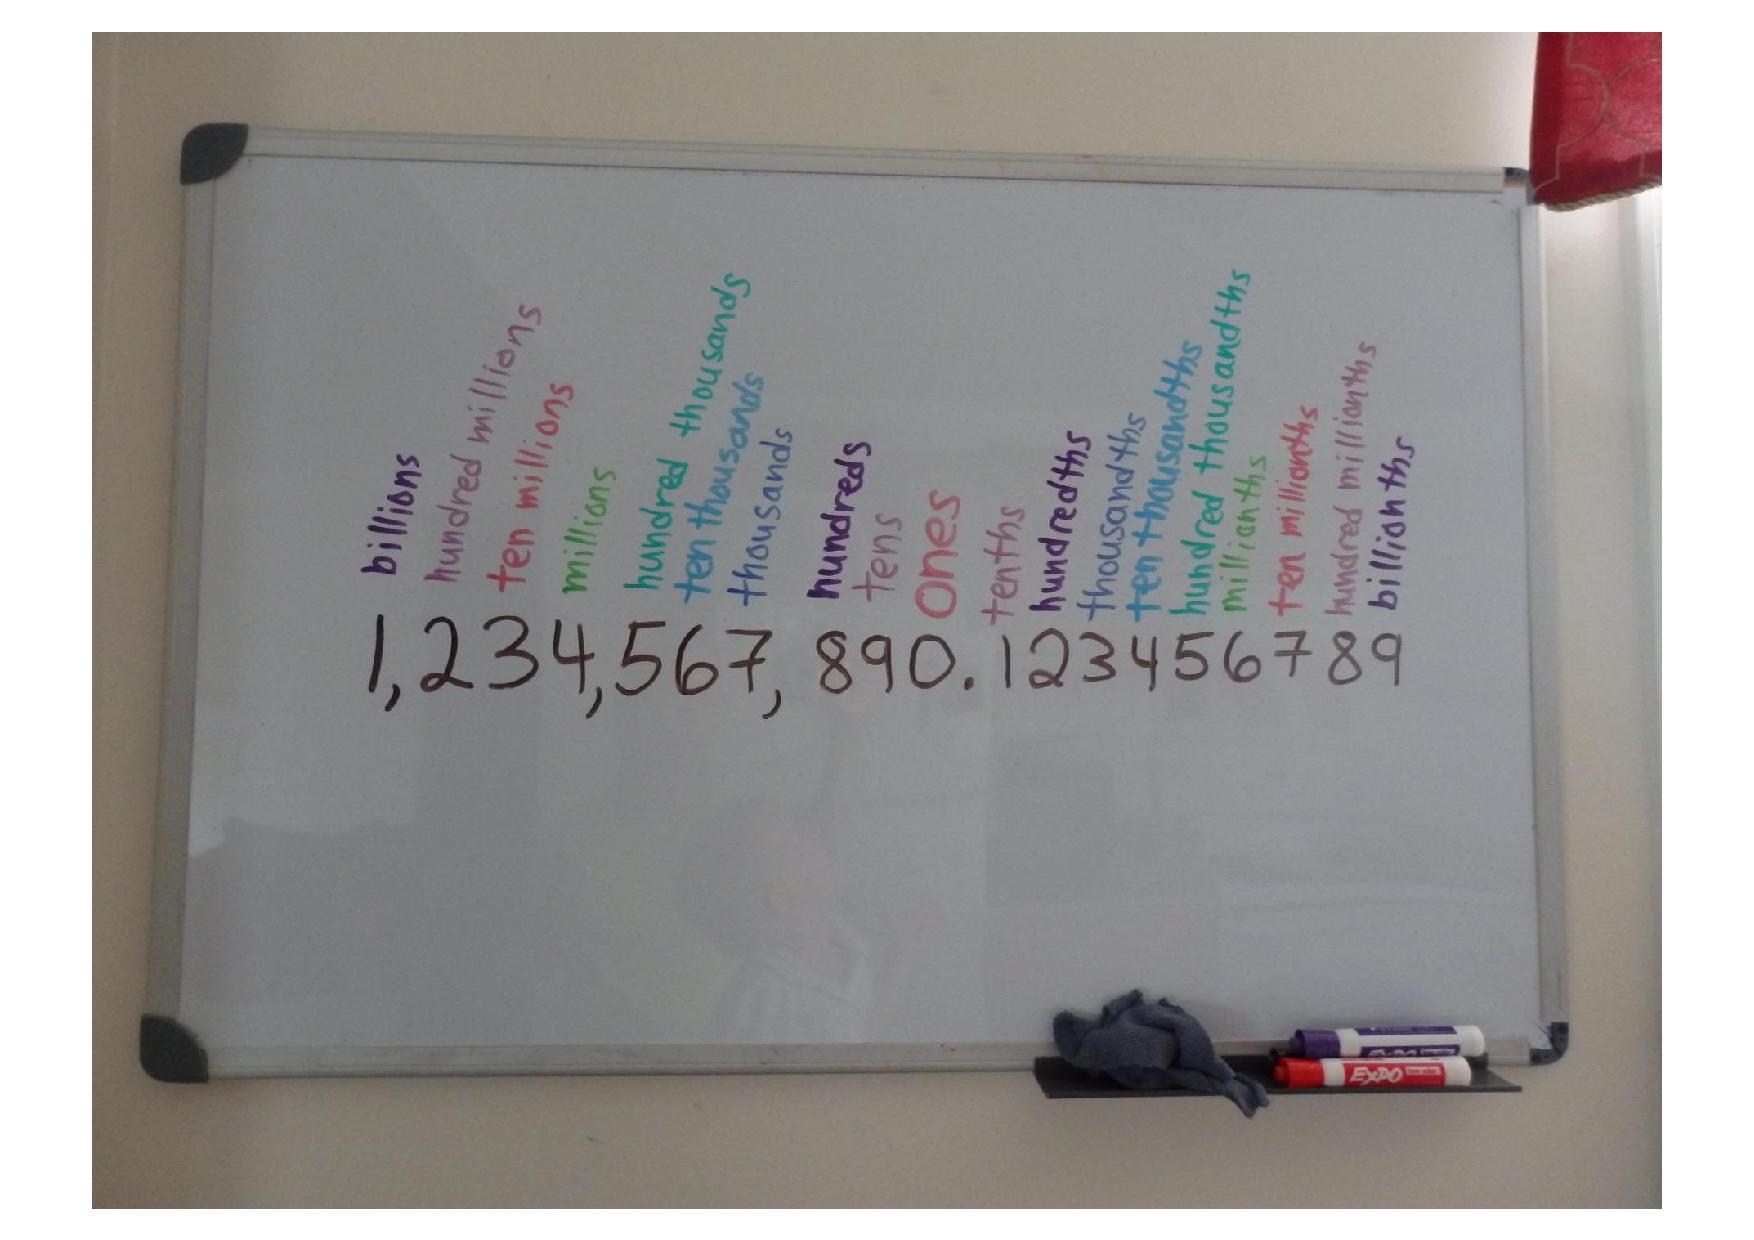 billions
hundred millions
ten millions
millions
hundred thousands
ten thousands
thousands
hundreds
tens
ones
tenths
hundredths
thousandths
ten thousandths
hundred thousandths
millionths
ten millionths
hundred millionths
billionths
1,234,567,890.123456789
EXPO
EXPO